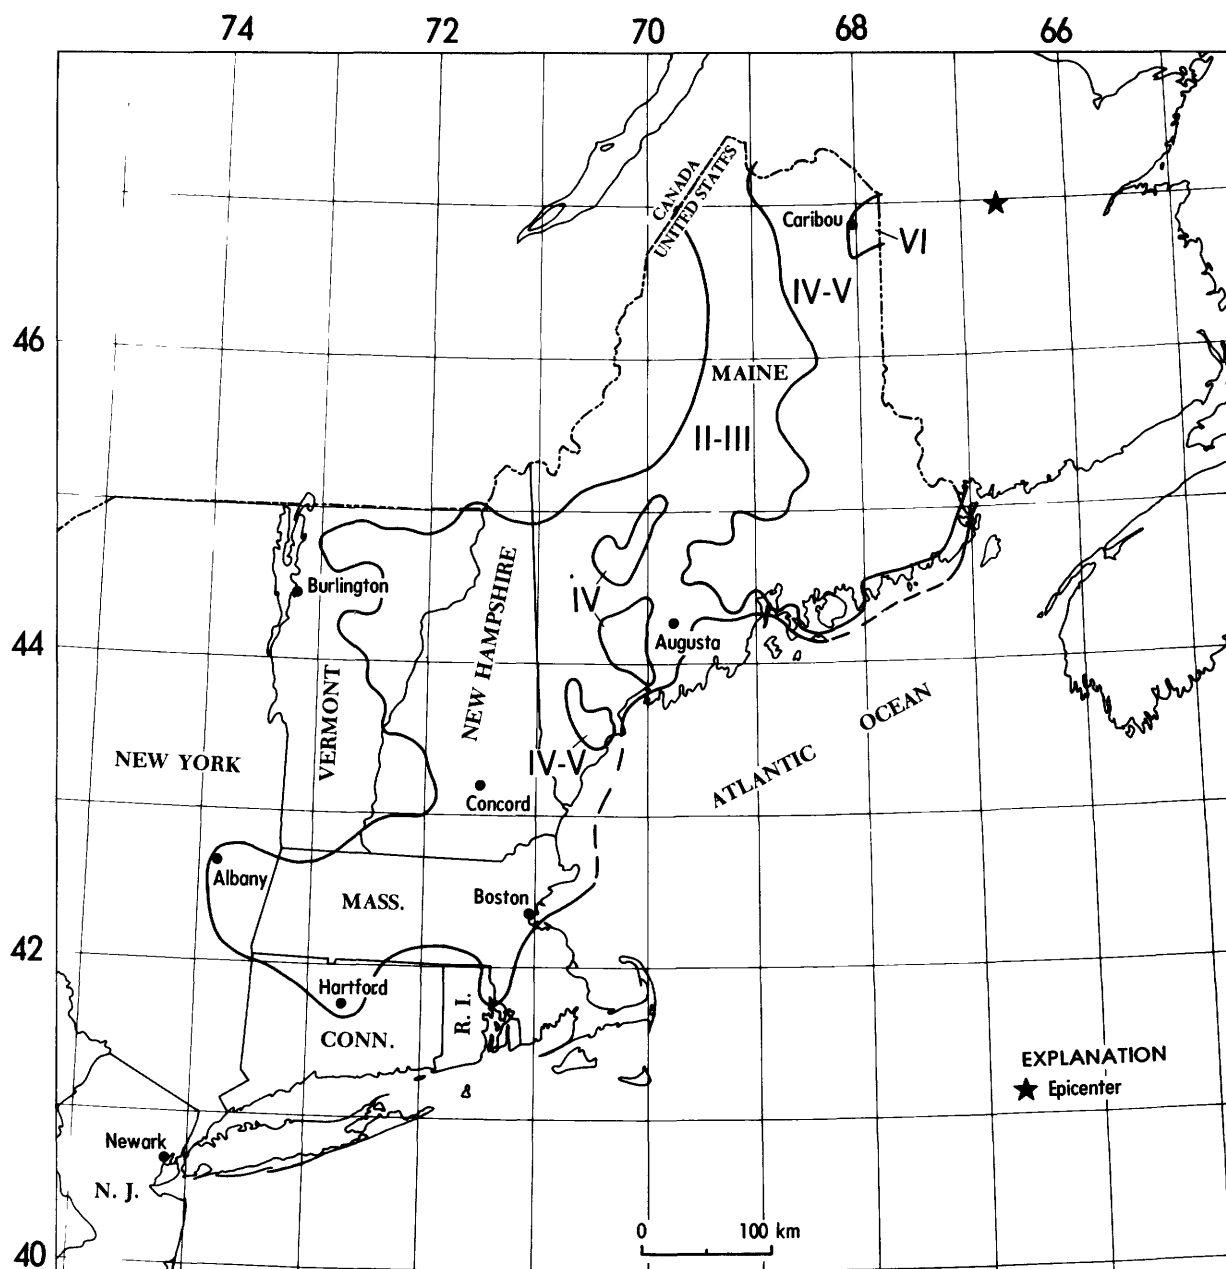 74 72 70 68 66
CANADA
UNITED STATES
Caribou
VI
IV-V
46
MAINE
II-III
Burlington
NEW HAMPSHIRE
IV
Augusta
44
VERMONT
OCEAN
NEW YORK
IV-V
ATLANTIC
Concord
Albany
MASS.
Boston
42
Hartford
R. I.
CONN.
EXPLANATION
Epicenter
Newark
N. J.
0 100 km
40